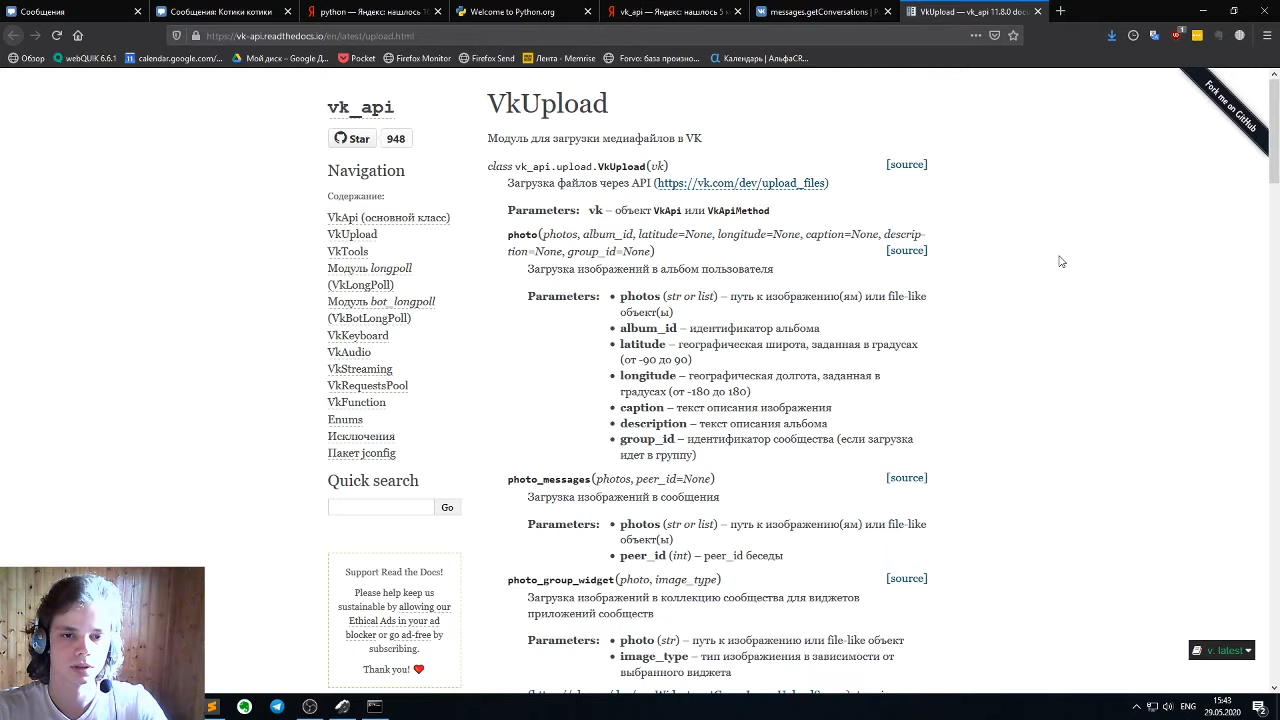 Сообщения
Сообщения Котики котики
python api — Яндекс: нашлось 16
Welcome to Python.org
vk_api — Яндекс: нашлось 5
messages.getConversations | Р
VkUpload — vk_api 11.8.0 docu
https://vk-api.readthedocs.io/en/latest/upload.html
Обзор
webQUIK 6.6.1
calendar.google.com/...
Мой диск – Google Д...
Pocket
Firefox Monitor
Firefox Send
Лента - Memrise
Forvo: база произно...
Календарь | АльфаCR...
Fork me on GitHub
vk_api
Star 948
Navigation
Содержание:
VkApi (основной класс)
VkUpload
VkTools
Модуль longpoll
(VkLongPoll)
Модуль bot_longpoll
(VkBotLongPoll)
VkKeyboard
VkAudio
VkStreaming
VkRequestsPool
VkFunction
Enums
Исключения
Пакет jconfig
Quick search
Go
Support Read the Docs!
Please help keep us
sustainable by allowing our
Ethical Ads in your ad
blocker or go ad-free by
subscribing.
Thank you!
VkUpload
Модуль для загрузки медиафайлов в VK
class vk_api.upload.VkUpload(vk) [source]
Загрузка файлов через API (https://vk.com/dev/upload_files)
Parameters: vk – объект VkApi или VkApiMethod
photo(photos, album_id, latitude=None, longitude=None, caption=None, descrip-
tion=None, group_id=None) [source]
Загрузка изображений в альбом пользователя
Parameters: • photos (str or list) – путь к изображению(ям) или file-like
объект(ы)
• album_id – идентификатор альбома
• latitude – географическая широта, заданная в градусах
(от -90 до 90)
• longitude – географическая долгота, заданная в
градусах (от -180 до 180)
• caption – текст описания изображения
• description – текст описания альбома
• group_id – идентификатор сообщества (если загрузка
идет в группу)
photo_messages(photos, peer_id=None) [source]
Загрузка изображений в сообщения
Parameters: • photos (str or list) – путь к изображению(ям) или file-like
объект(ы)
• peer_id (int) – peer_id беседы
photo_group_widget(photo, image_type) [source]
Загрузка изображений в коллекцию сообщества для виджетов
приложений сообществ
Parameters: • photo (str) – путь к изображению или file-like объект
• image_type – тип изображиения в зависимости от
выбранного виджета
v: latest
ENG
15:43
29.05.2020